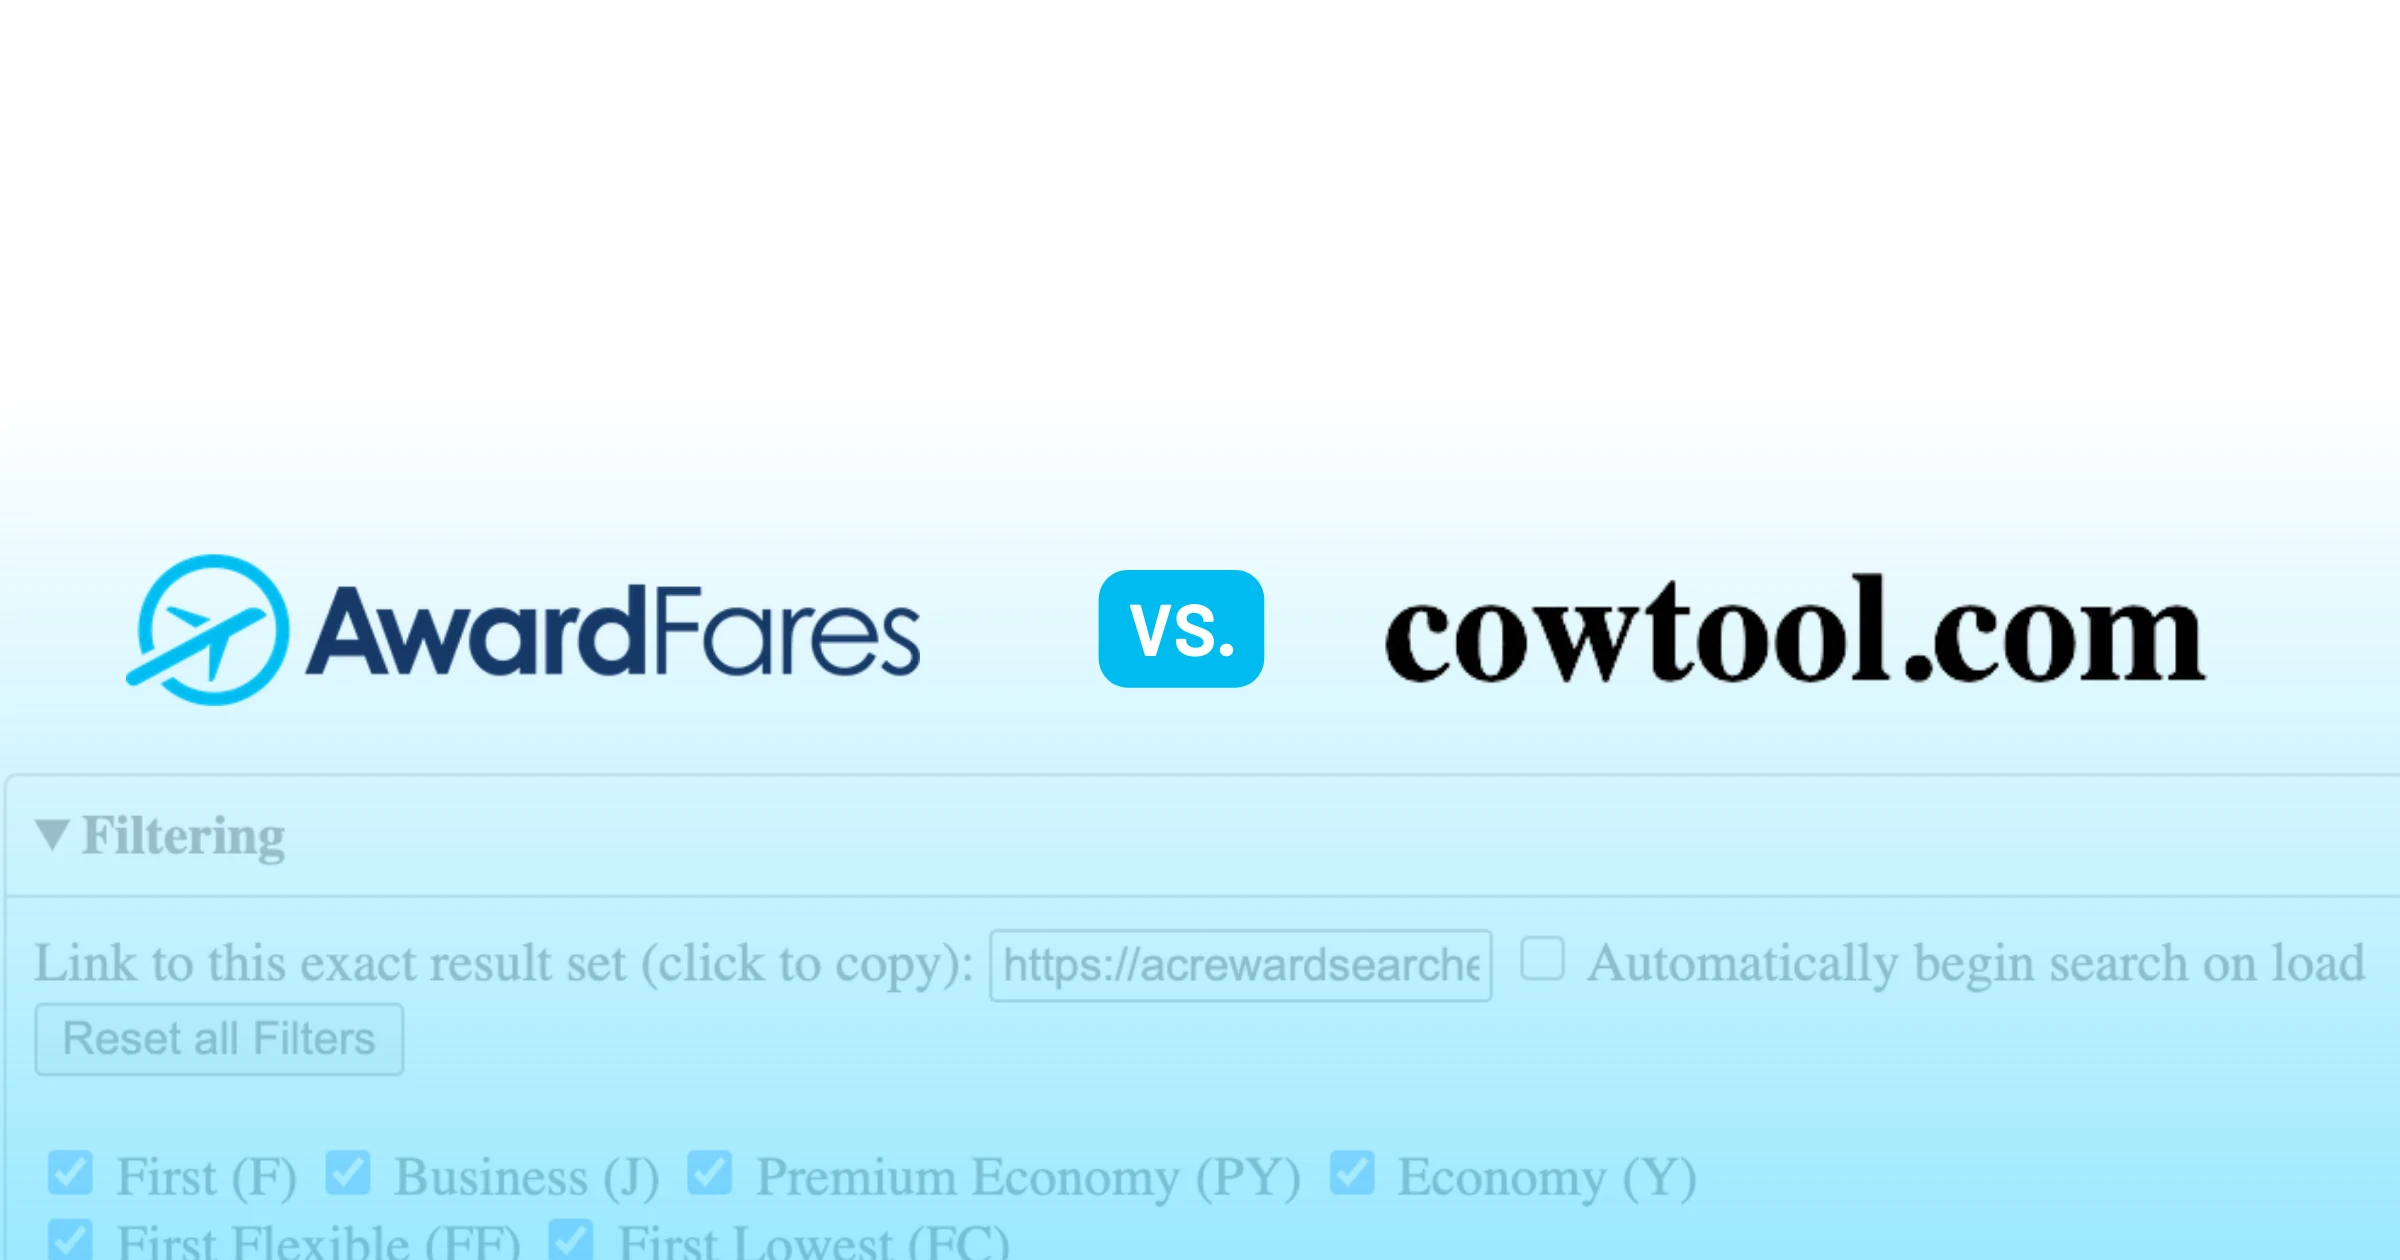 AwardFares VS. cowtool.com
▼ Filtering
Link to this exact result set (click to copy): https://acrewardsearche Automatically begin search on load
Reset all Filters
First (F) Business (J) Premium Economy (PY) Economy (Y)
First Flexible (FF) First Lowest (FC)